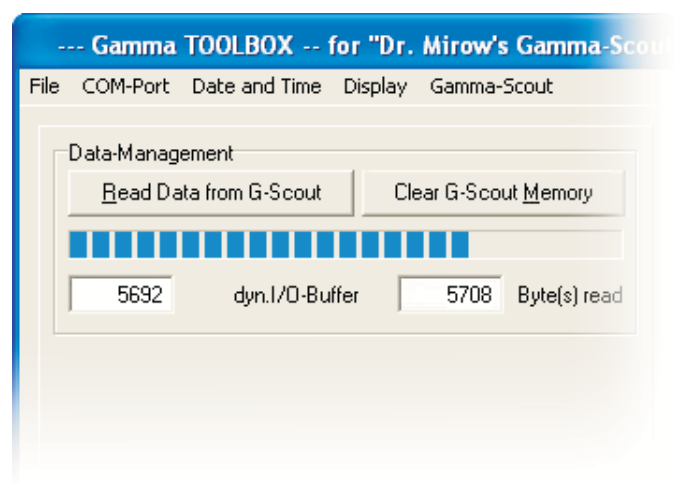 --- Gamma TOOLBOX -- for "Dr. Mirow's Gamma-Scout
File COM-Port Date and Time Display Gamma-Scout
Data-Management
Read Data from G-Scout Clear G-Scout Memory
5692 dyn.I/O-Buffer 5708 Byte(s) read